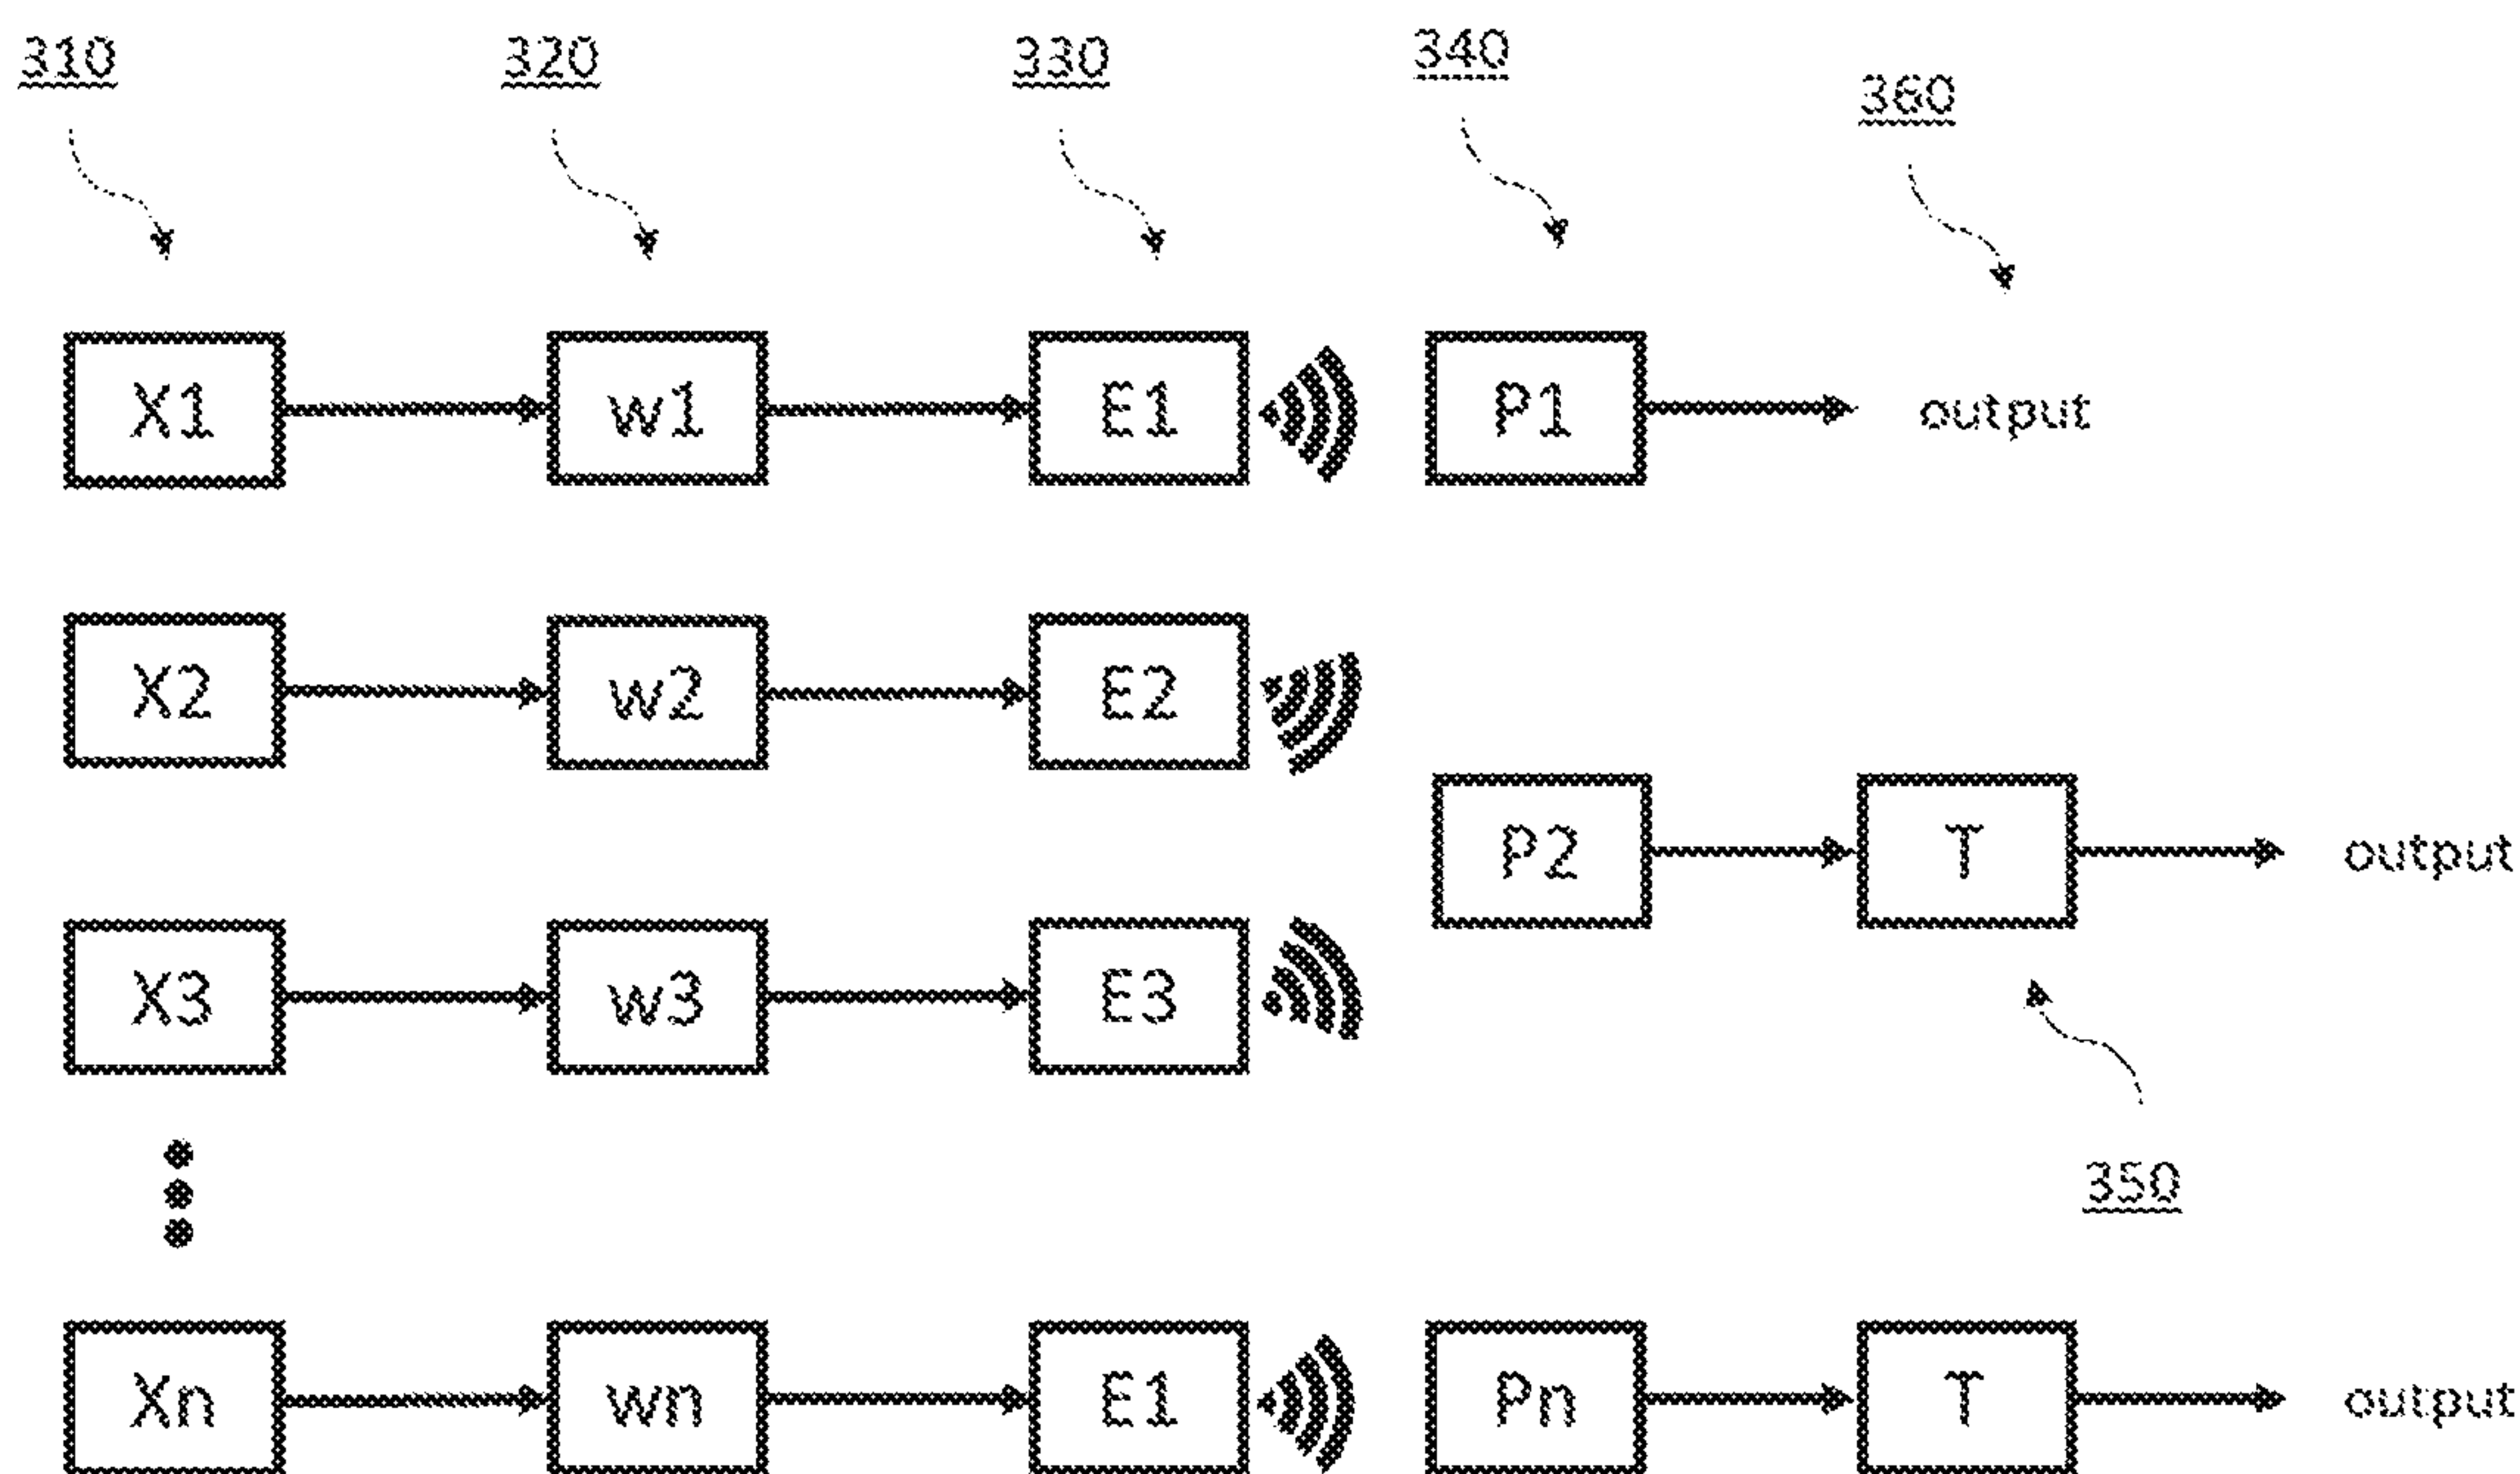 310 320 330 340
360
X1 w1 E1 P1 output
X2 w2 E2
P2 T output
X3 w3 E3
350
Xn wn E1 Pn T output